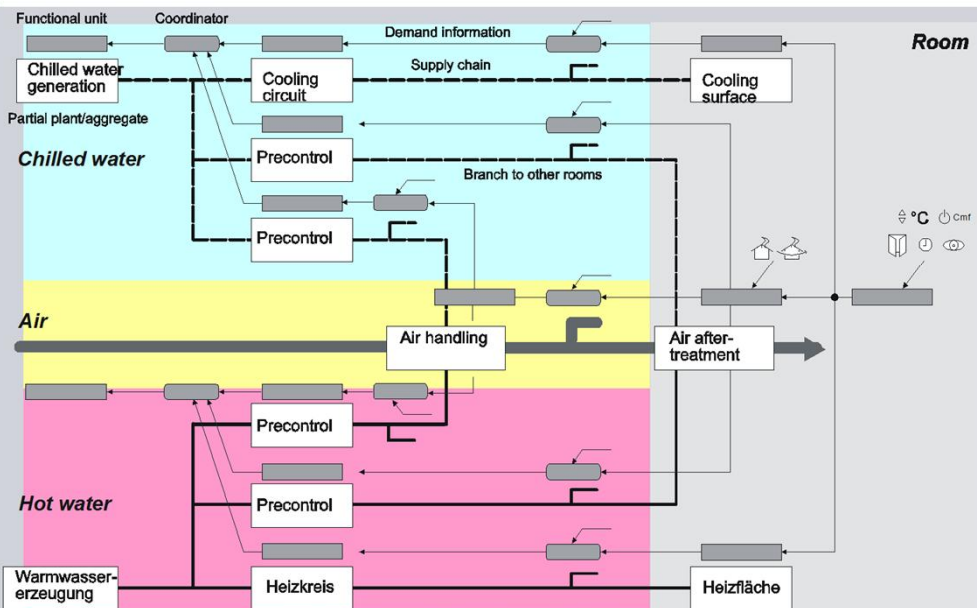 Functional unit
Coordinator
Demand information
Room
Chilled water
generation
Cooling
circuit
Supply chain
Cooling
surface
Partial plant/aggregate
Chilled water
Precontrol
Branch to other rooms
Precontrol
°C
Cmf
Air
Air handling
Air after-
treatment
Precontrol
Hot water
Precontrol
Warmwasser-
erzeugung
Heizkreis
Heizfläche